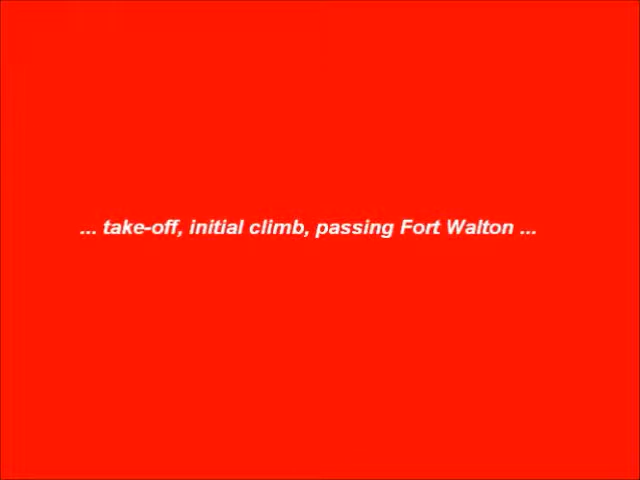 ... take-off, initial climb, passing Fort Walton ...